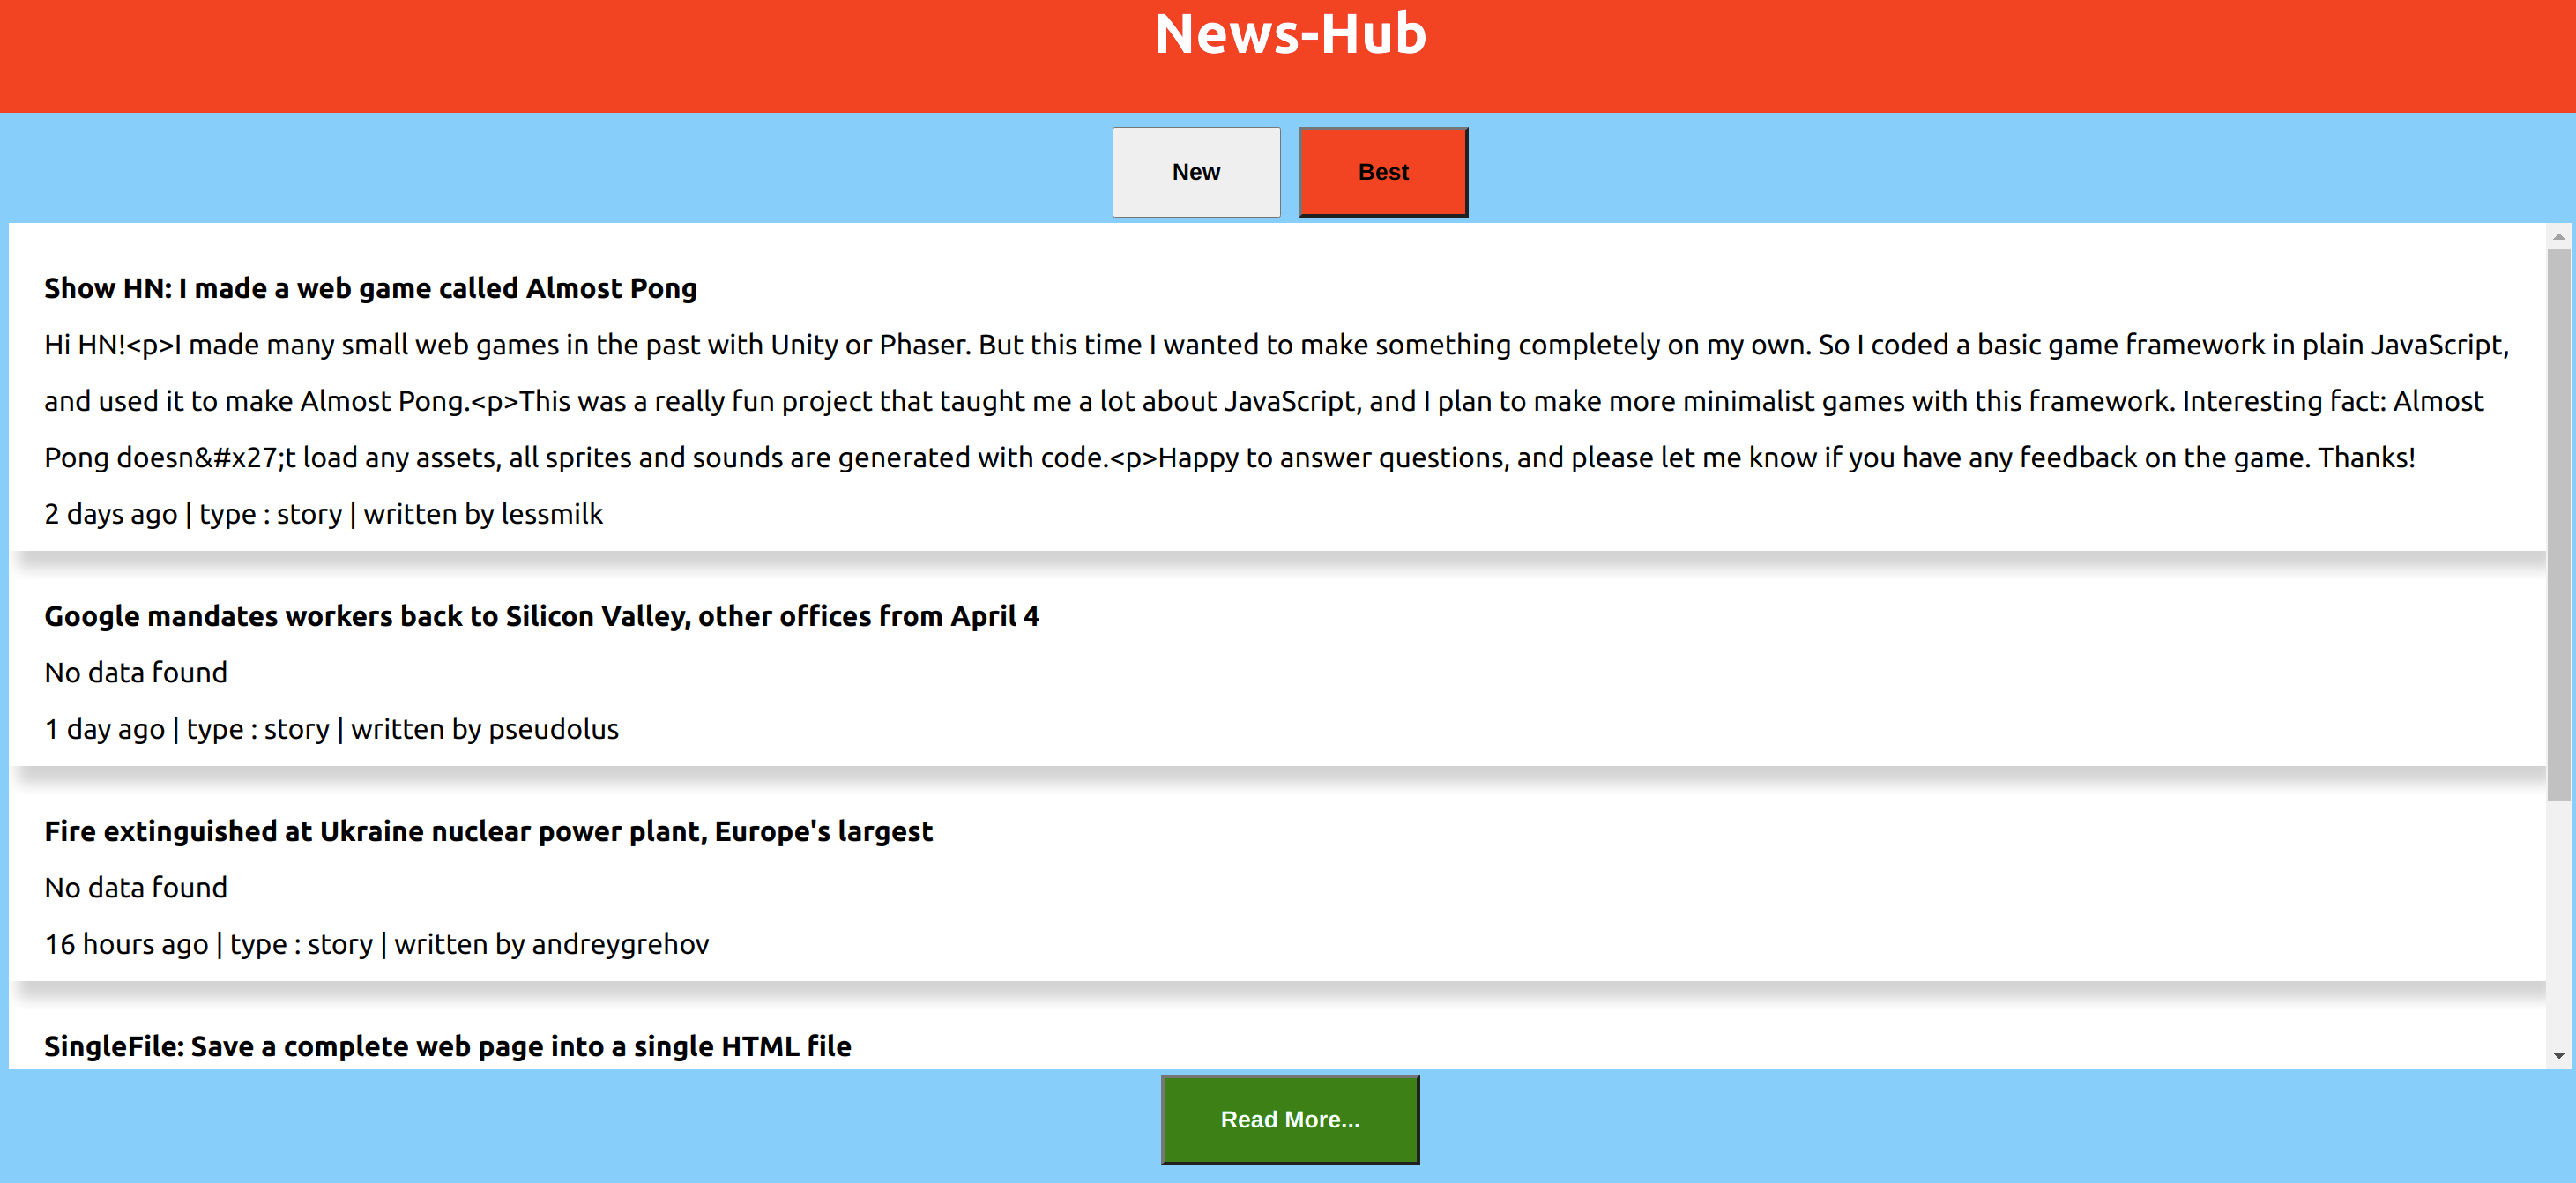 News-Hub
New
Best
Show HN: I made a web game called Almost Pong
Hi HN!<p>I made many small web games in the past with Unity or Phaser. But this time I wanted to make something completely on my own. So I coded a basic game framework in plain JavaScript,
and used it to make Almost Pong.<p>This was a really fun project that taught me a lot about JavaScript, and I plan to make more minimalist games with this framework. Interesting fact: Almost
Pong doesn&#x27;t load any assets, all sprites and sounds are generated with code.<p>Happy to answer questions, and please let me know if you have any feedback on the game. Thanks!
2 days ago | type : story | written by lessmilk
Google mandates workers back to Silicon Valley, other offices from April 4
No data found
1 day ago | type : story | written by pseudolus
Fire extinguished at Ukraine nuclear power plant, Europe's largest
No data found
16 hours ago | type : story | written by andreygrehov
SingleFile: Save a complete web page into a single HTML file
Read More...